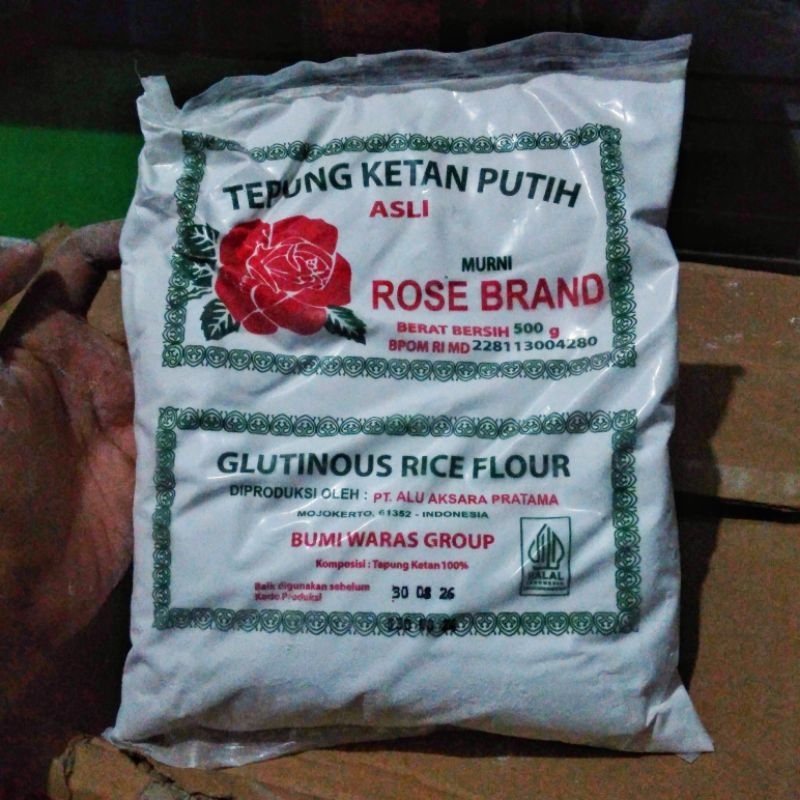 TEPUNG KETAN PUTIH
ASLI
MURNI
ROSE BRAND
BERAT BERSIH 500 g
BPOM RI MD 228113004280
GLUTINOUS RICE FLOUR
DIPRODUKSI OLEH : PT. ALU AKSARA PRATAMA
MOJOKERTO, 61352 - INDONESIA
BUMI WARAS GROUP
Komposisi : Tepung Ketan 100%
HALAL
INDONESIA
Baik digunakan sebelum 30 08 26
Kode Produksi